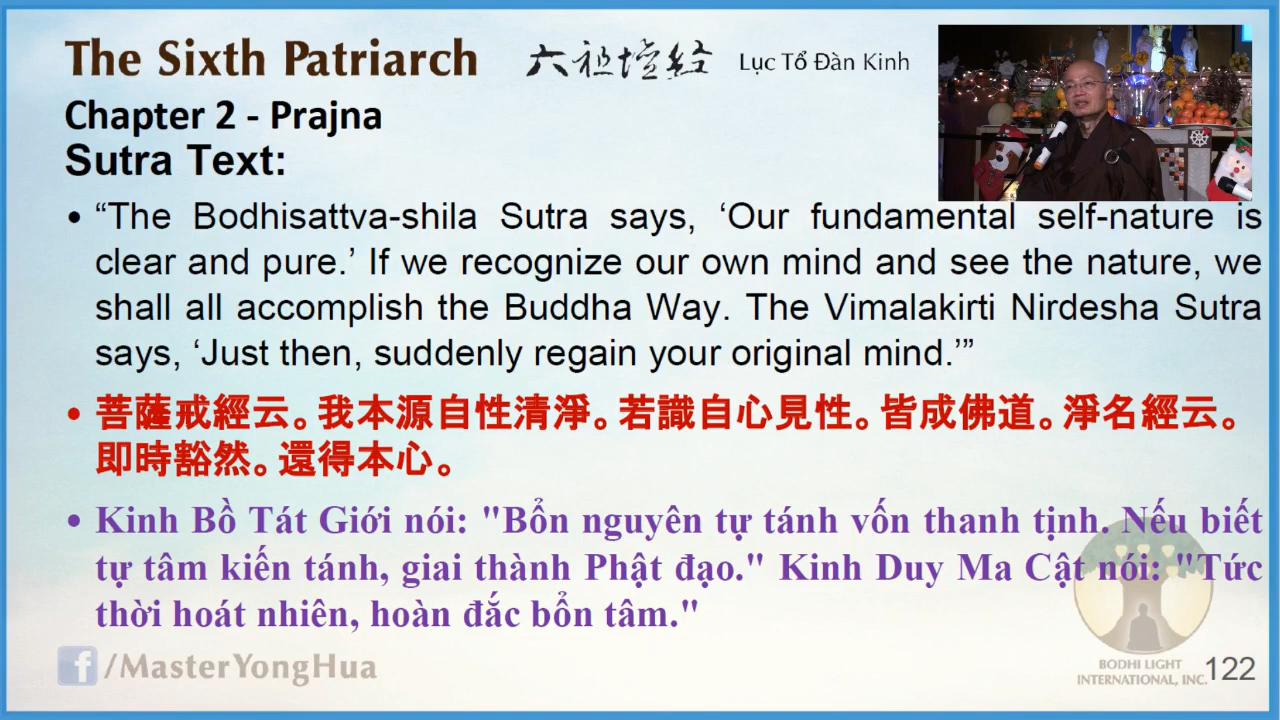 The Sixth Patriarch 六祖壇经 Lục Tổ Đàn Kinh
Chapter 2 - Prajna
Sutra Text:
• “The Bodhisattva-shila Sutra says, ‘Our fundamental self-nature is
clear and pure.’ If we recognize our own mind and see the nature, we
shall all accomplish the Buddha Way. The Vimalakirti Nirdesha Sutra
says, ‘Just then, suddenly regain your original mind.’”
• 菩薩戒經云。我本源自性清淨。若識自心見性。皆成佛道。淨名經云。
即時豁然。還得本心。
• Kinh Bồ Tát Giới nói: "Bổn nguyên tự tánh vốn thanh tịnh. Nếu biết
tự tâm kiến tánh, giai thành Phật đạo." Kinh Duy Ma Cật nói: "Tức
thời hoát nhiên, hoàn đắc bổn tâm."
f/MasterYongHua
BODHI LIGHT
INTERNATIONAL, INC.
122